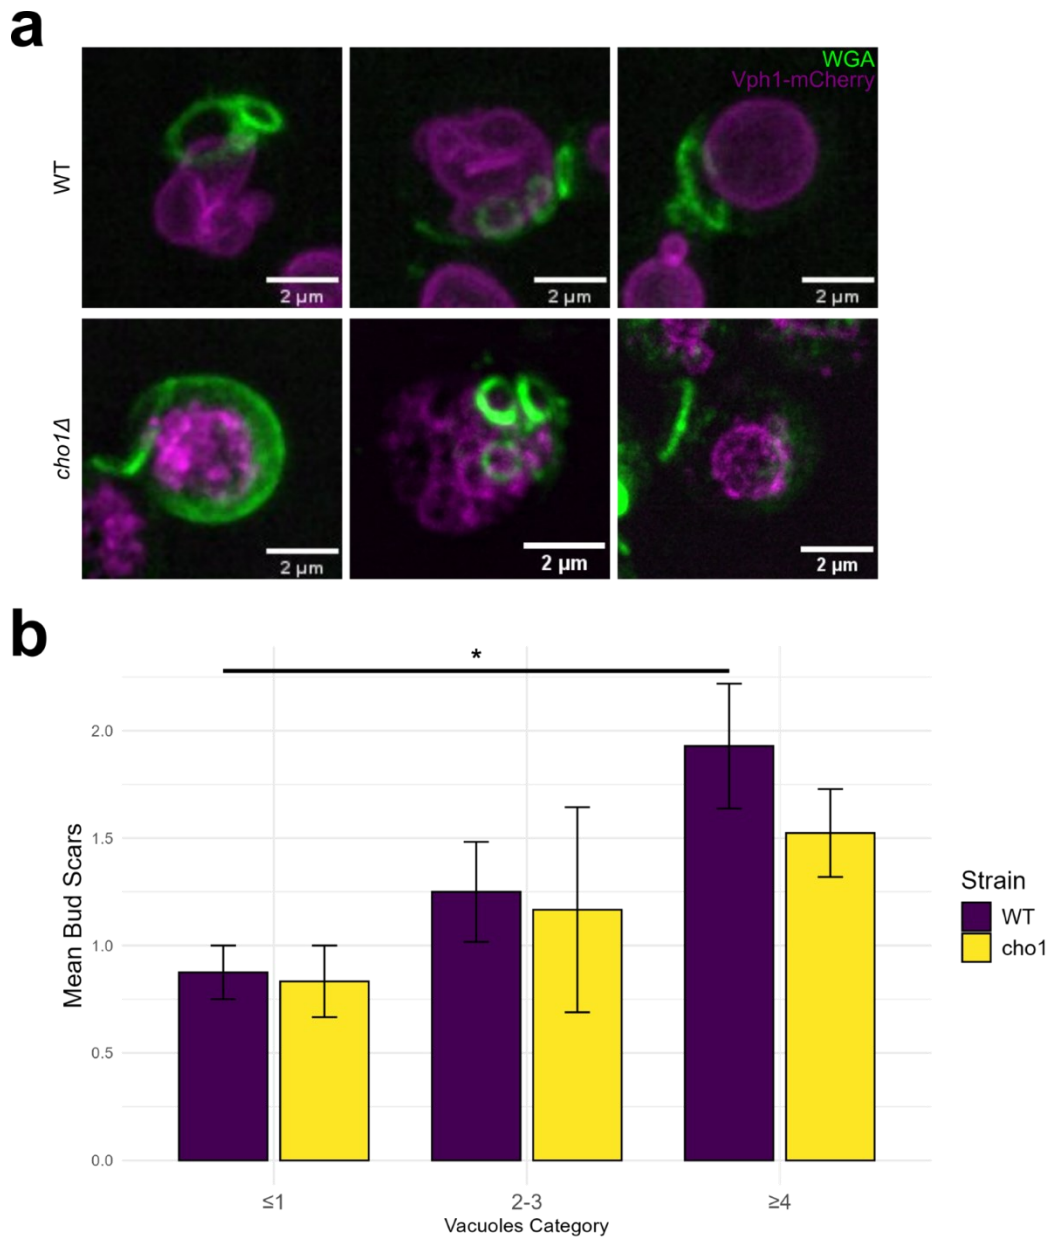 a
WGA
Vph1-mCherry
WT
2 µm
2 µm
2 µm
cho1Δ
2 µm
2 µm
2 µm
b
*
2.0
1.5
1.0
0.5
0.0
Mean Bud Scars
≤1
2-3
≥4
Vacuoles Category
Strain
WT
cho1